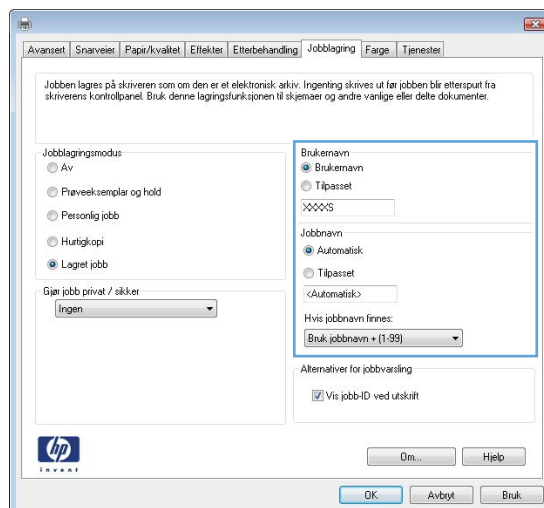 Avansert Snarveier Papir/kvalitet Effekter Etterbehandling Jobblagring Farge Tjenester
Jobben lagres på skriveren som om den er et elektronisk arkiv. Ingenting skrives ut før jobben blir etterspurt fra
skriverens kontrollpanel. Bruk denne lagringsfunksjonen til skjemaer og andre vanlige eller delte dokumenter.
Jobblagringsmodus
Av
Prøveeksemplar og hold
Personlig jobb
Hurtigkopi
Lagret jobb
Gjør jobb privat / sikker
Ingen
Brukernavn
Brukernavn
Tilpasset
XXXXS
Jobbnavn
Automatisk
Tilpasset
<Automatisk>
Hvis jobbnavn finnes:
Bruk jobbnavn + (1-99)
Alternativer for jobbvarsling
Vis jobb-ID ved utskrift
hp
invent
Om... Hjelp
OK Avbryt Bruk